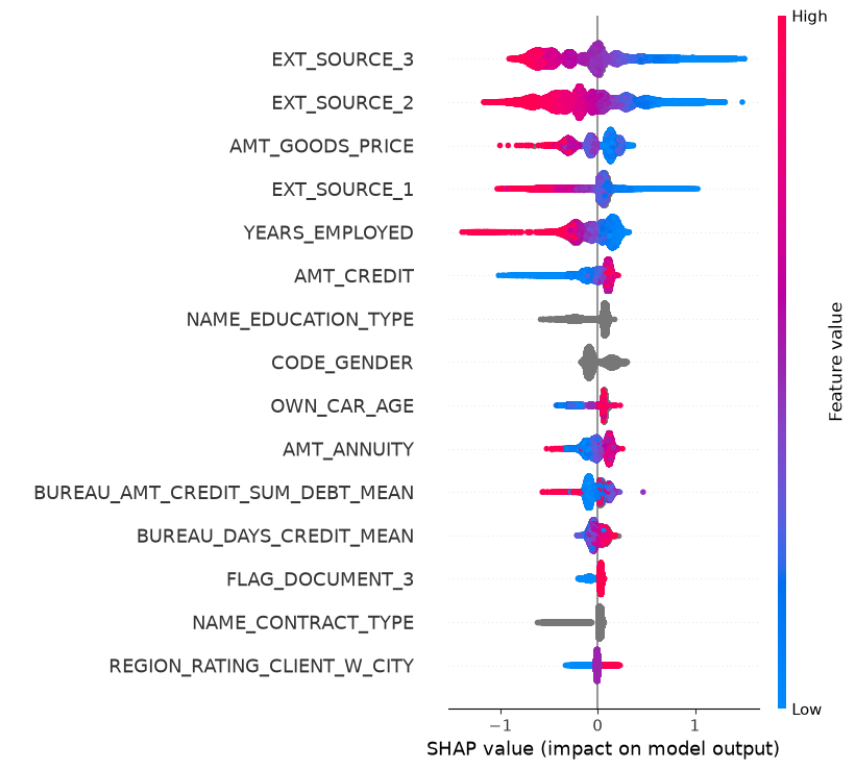 High
EXT_SOURCE_3
EXT_SOURCE_2
AMT_GOODS_PRICE
EXT_SOURCE_1
YEARS_EMPLOYED
AMT_CREDIT
NAME_EDUCATION_TYPE
CODE_GENDER
OWN_CAR_AGE
AMT_ANNUITY
BUREAU_AMT_CREDIT_SUM_DEBT_MEAN
BUREAU_DAYS_CREDIT_MEAN
FLAG_DOCUMENT_3
NAME_CONTRACT_TYPE
REGION_RATING_CLIENT_W_CITY
Feature value
Low
−1 0 1
SHAP value (impact on model output)